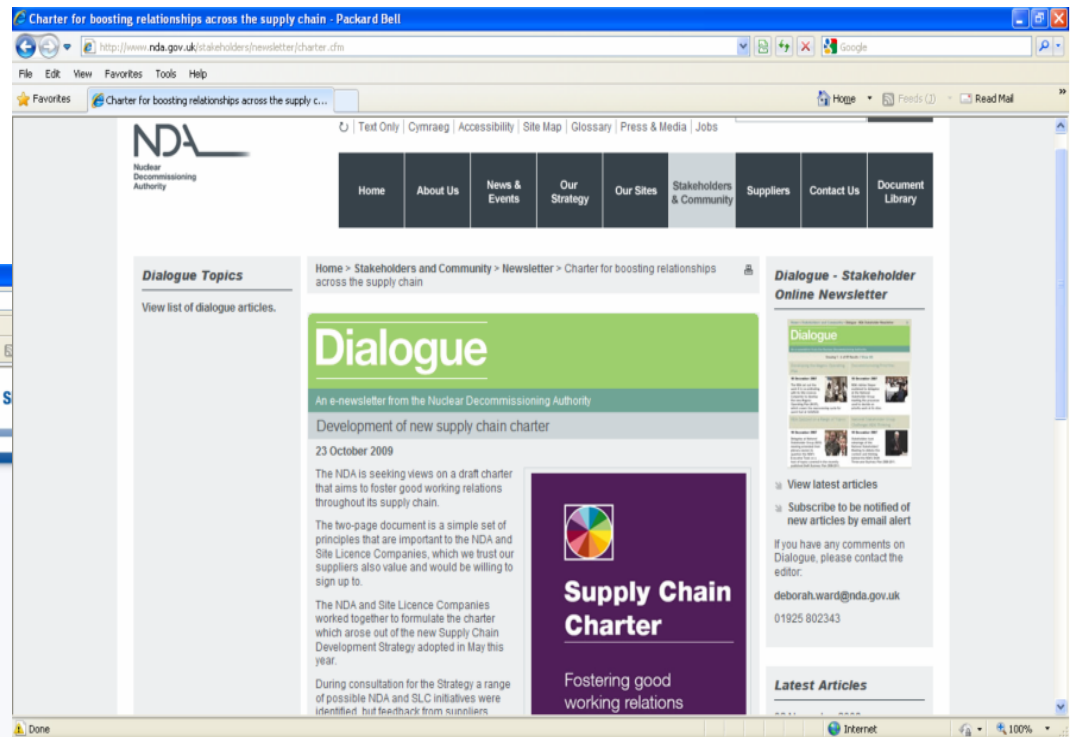 Charter for boosting relationships across the supply chain - Packard Bell
http://www.nda.gov.uk/stakeholders/newsletter/charter.cfm
Google
File Edit View Favorites Tools Help
Favorites
Charter for boosting relationships across the supply c...
Home
Feeds (J)
Read Mail
»
NDA
Nuclear
Decommissioning
Authority
Text Only | Cymraeg | Accessibility | Site Map | Glossary | Press & Media | Jobs
Home
About Us
News &
Events
Our
Strategy
Our Sites
Stakeholders
& Community
Suppliers
Contact Us
Document
Library
Dialogue Topics
View list of dialogue articles.
Home > Stakeholders and Community > Newsletter > Charter for boosting relationships
across the supply chain
Dialogue
An e-newsletter from the Nuclear Decommissioning Authority
Development of new supply chain charter
23 October 2009
The NDA is seeking views on a draft charter
that aims to foster good working relations
throughout its supply chain.
The two-page document is a simple set of
principles that are important to the NDA and
Site Licence Companies, which we trust our
suppliers also value and would be willing to
sign up to.
The NDA and Site Licence Companies
worked together to formulate the charter
which arose out of the new Supply Chain
Development Strategy adopted in May this
year.
During consultation for the Strategy a range
of possible NDA and SLC initiatives were
identified, but feedback from suppliers
Supply Chain
Charter
Fostering good
working relations
Dialogue - Stakeholder
Online Newsletter
Dialogue
View latest articles
Subscribe to be notified of
new articles by email alert
If you have any comments on
Dialogue, please contact the
editor:
deborah.ward@nda.gov.uk
01925 802343
Latest Articles
S
Done
Internet
100%